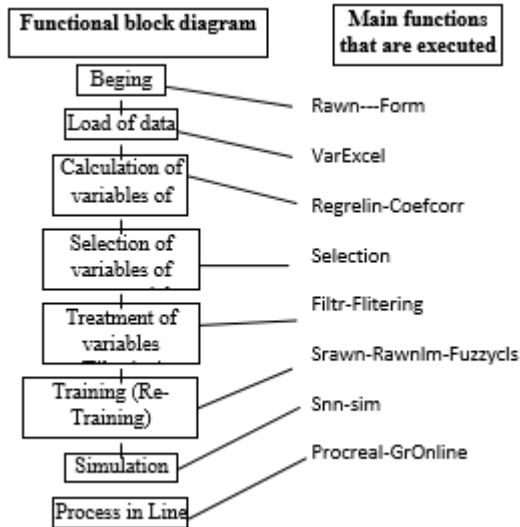 Functional block diagram
Main functions
that are executed
Beging
Load of data
Calculation of
variables of
Selection of
variables of
Treatment of
variables
Training (Re-
Training)
Simulation
Process in Line
Rawn---Form
VarExcel
Regrelin-Coefcorr
Selection
Filtr-Flitering
Srawn-Rawnlm-Fuzzycls
Snn-sim
Procreal-GrOnline